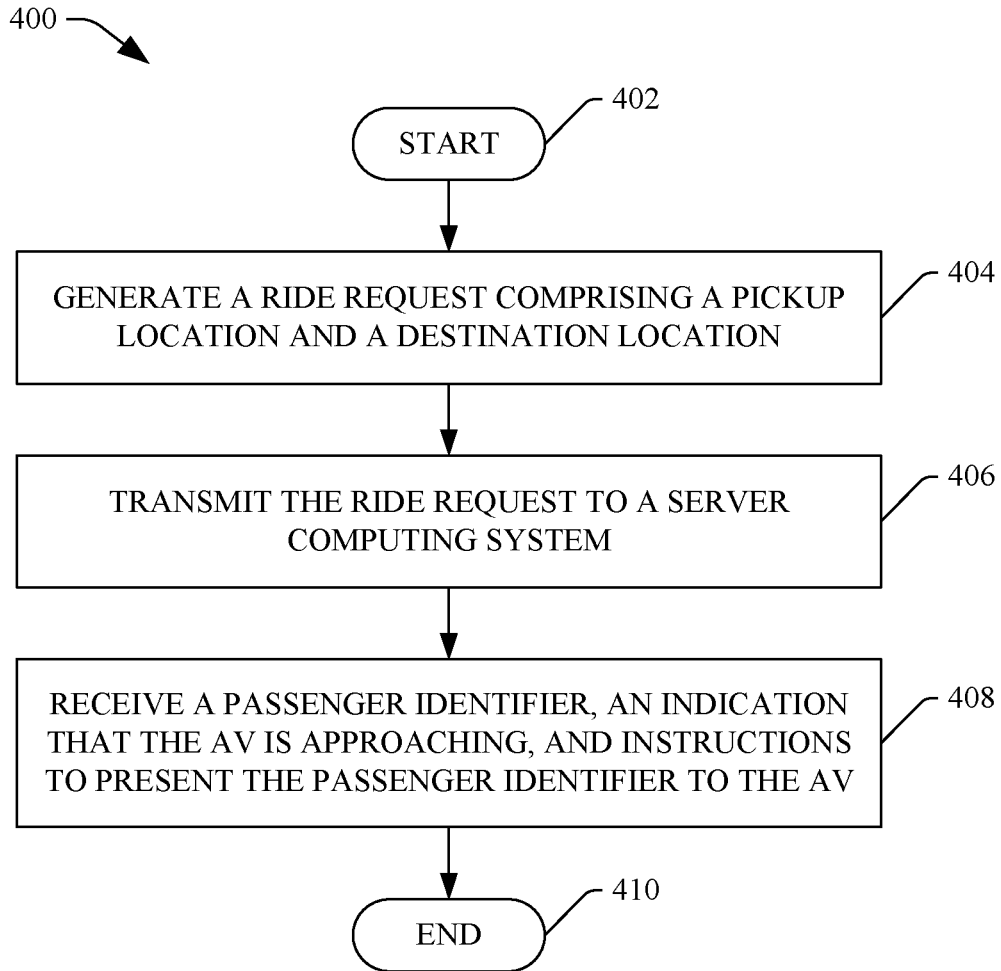 400
402
START
404
GENERATE A RIDE REQUEST COMPRISING A PICKUP
LOCATION AND A DESTINATION LOCATION
406
TRANSMIT THE RIDE REQUEST TO A SERVER
COMPUTING SYSTEM
408
RECEIVE A PASSENGER IDENTIFIER, AN INDICATION
THAT THE AV IS APPROACHING, AND INSTRUCTIONS
TO PRESENT THE PASSENGER IDENTIFIER TO THE AV
410
END